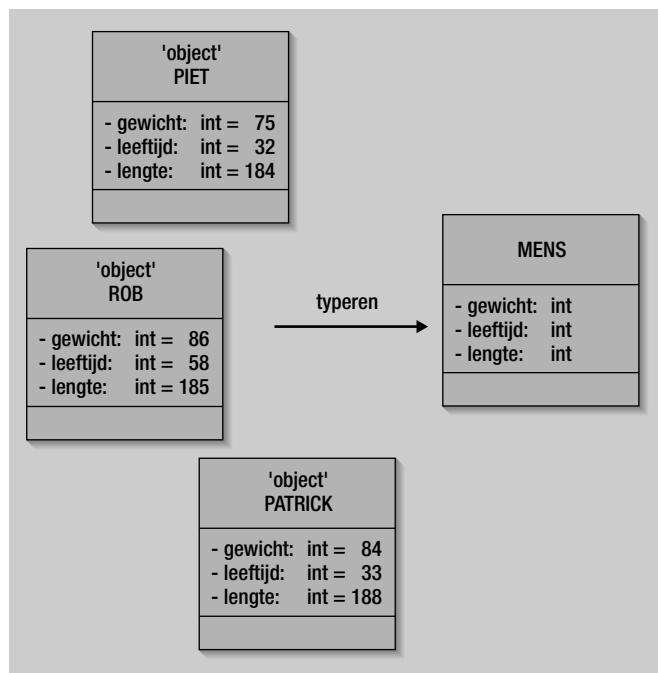 'object'
PIET
- gewicht: int = 75
- leeftijd: int = 32
- lengte: int = 184
'object'
ROB
- gewicht: int = 86
- leeftijd: int = 58
- lengte: int = 185
typeren
MENS
- gewicht: int
- leeftijd: int
- lengte: int
'object'
PATRICK
- gewicht: int = 84
- leeftijd: int = 33
- lengte: int = 188